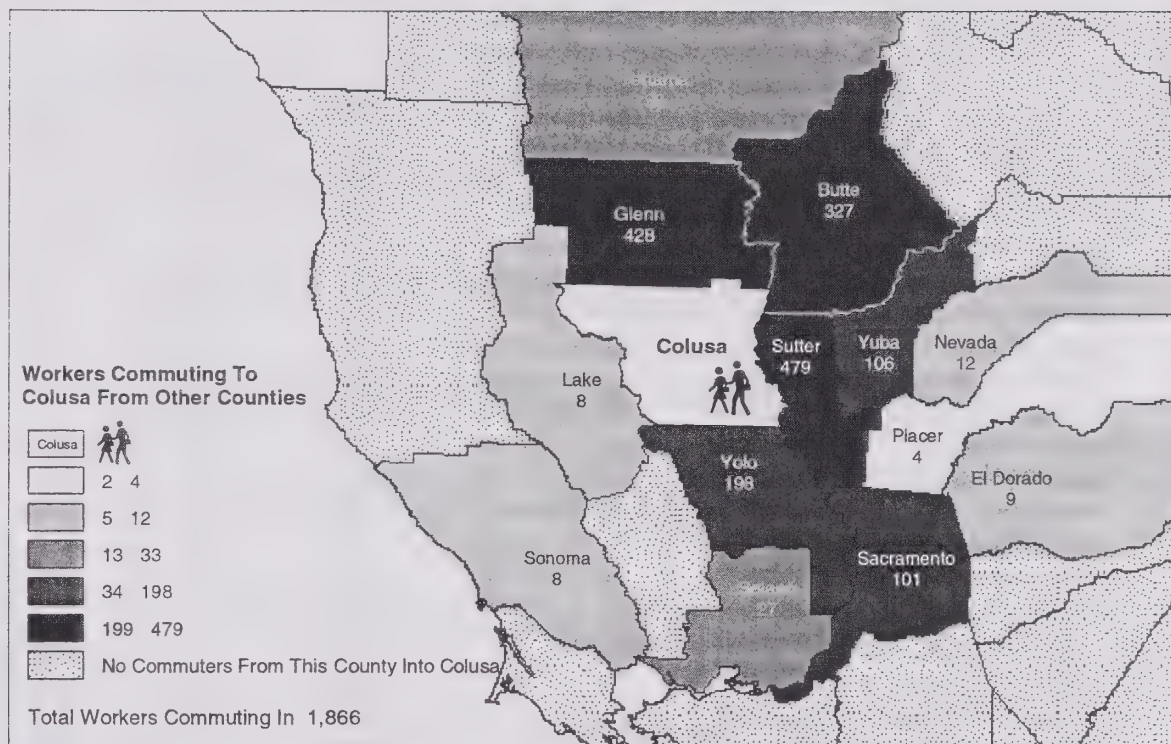 Butte
327
Glenn
428
Colusa
Sutter
479
Yuba
106
Nevada
12
Lake
8
Placer
4
Yolo
198
El Dorado
9
Sonoma
8
Sacramento
101
Workers Commuting To
Colusa From Other Counties
Colusa
2 4
5 12
13 33
34 198
199 479
No Commuters From This County Into Colusa
Total Workers Commuting In 1,866